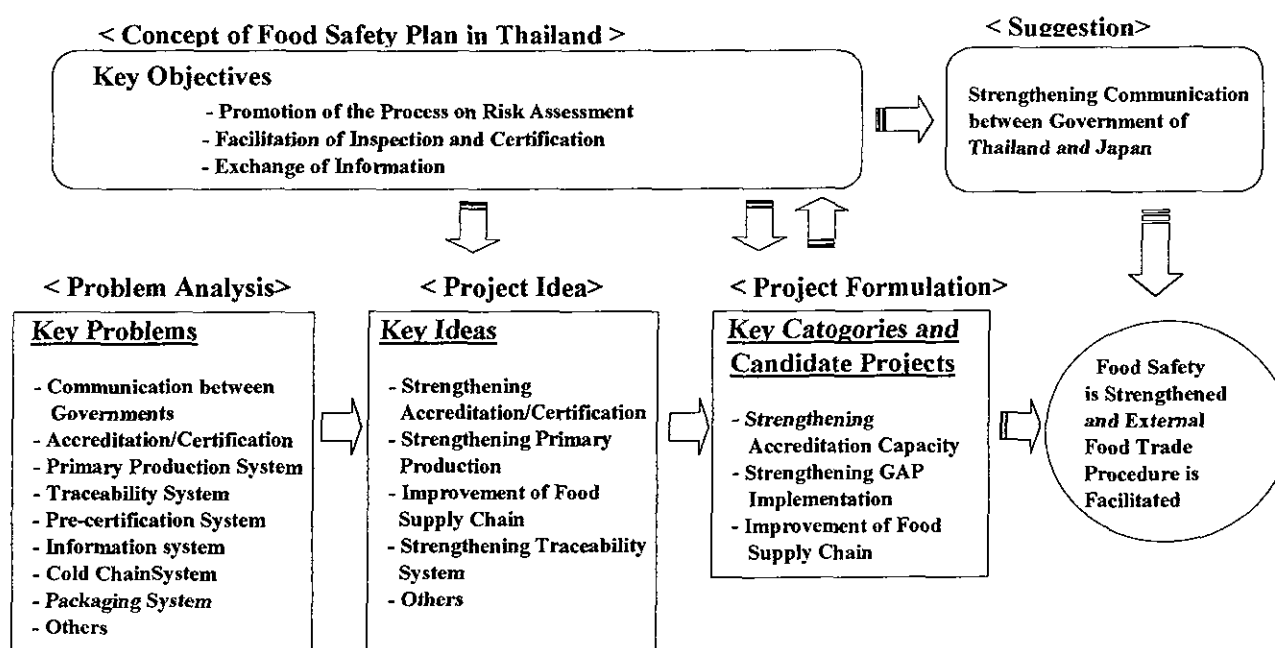 < Concept of Food Safety Plan in Thailand >
Key Objectives
- Promotion of the Process on Risk Assessment
- Facilitation of Inspection and Certification
- Exchange of Information
< Suggestion>
Strengthening Communication
between Government of
Thailand and Japan
< Problem Analysis>
Key Problems
- Communication between
Governments
- Accreditation/Certification
- Primary Production System
- Traceability System
- Pre-certification System
- Information system
- Cold ChainSystem
- Packaging System
- Others
< Project Idea>
Key Ideas
- Strengthening
Accreditation/Certification
- Strengthening Primary
Production
- Improvement of Food
Supply Chain
- Strengthening Traceability
System
- Others
< Project Formulation>
Key Catogories and
Candidate Projects
- Strengthening
Accreditation Capacity
- Strengthening GAP
Implementation
- Improvement of Food
Supply Chain
Food Safety
is Strengthened
and External
Food Trade
Procedure is
Facilitated